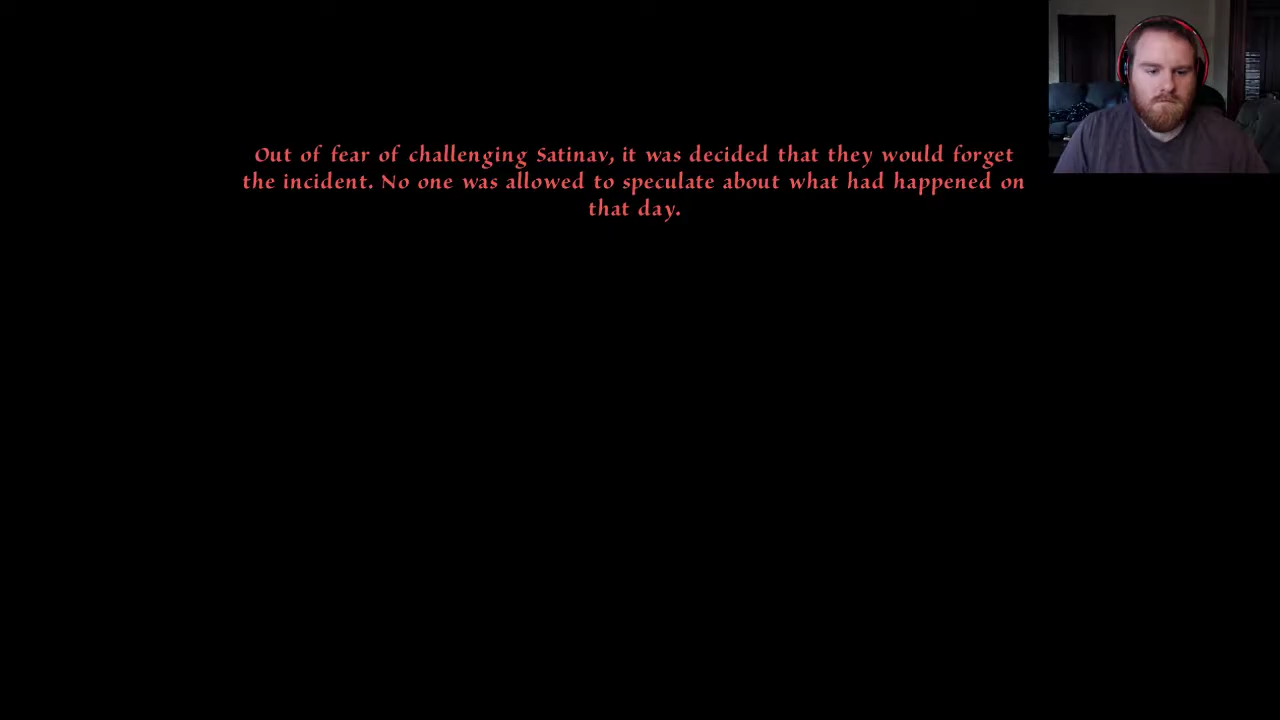 Out of fear of challenging Satinav, it was decided that they would forget
the incident. No one was allowed to speculate about what had happened on
that day.